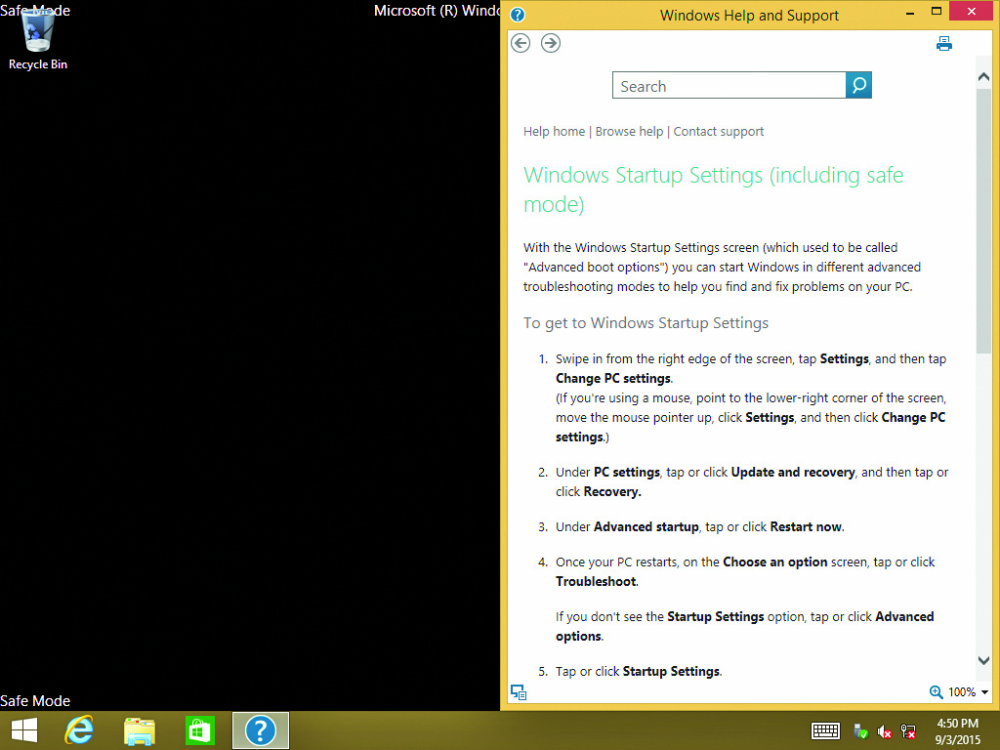 Safe Mode
Microsoft (R) Windo
Recycle Bin
Windows Help and Support
Search
Help home | Browse help | Contact support
Windows Startup Settings (including safe
mode)
With the Windows Startup Settings screen (which used to be called
"Advanced boot options") you can start Windows in different advanced
troubleshooting modes to help you find and fix problems on your PC.
To get to Windows Startup Settings
1. Swipe in from the right edge of the screen, tap Settings, and then tap
Change PC settings.
(If you're using a mouse, point to the lower-right corner of the screen,
move the mouse pointer up, click Settings, and then click Change PC
settings.)
2. Under PC settings, tap or click Update and recovery, and then tap or
click Recovery.
3. Under Advanced startup, tap or click Restart now.
4. Once your PC restarts, on the Choose an option screen, tap or click
Troubleshoot.
If you don't see the Startup Settings option, tap or click Advanced
options.
5. Tap or click Startup Settings.
100%
Safe Mode
4:50 PM
9/3/2015